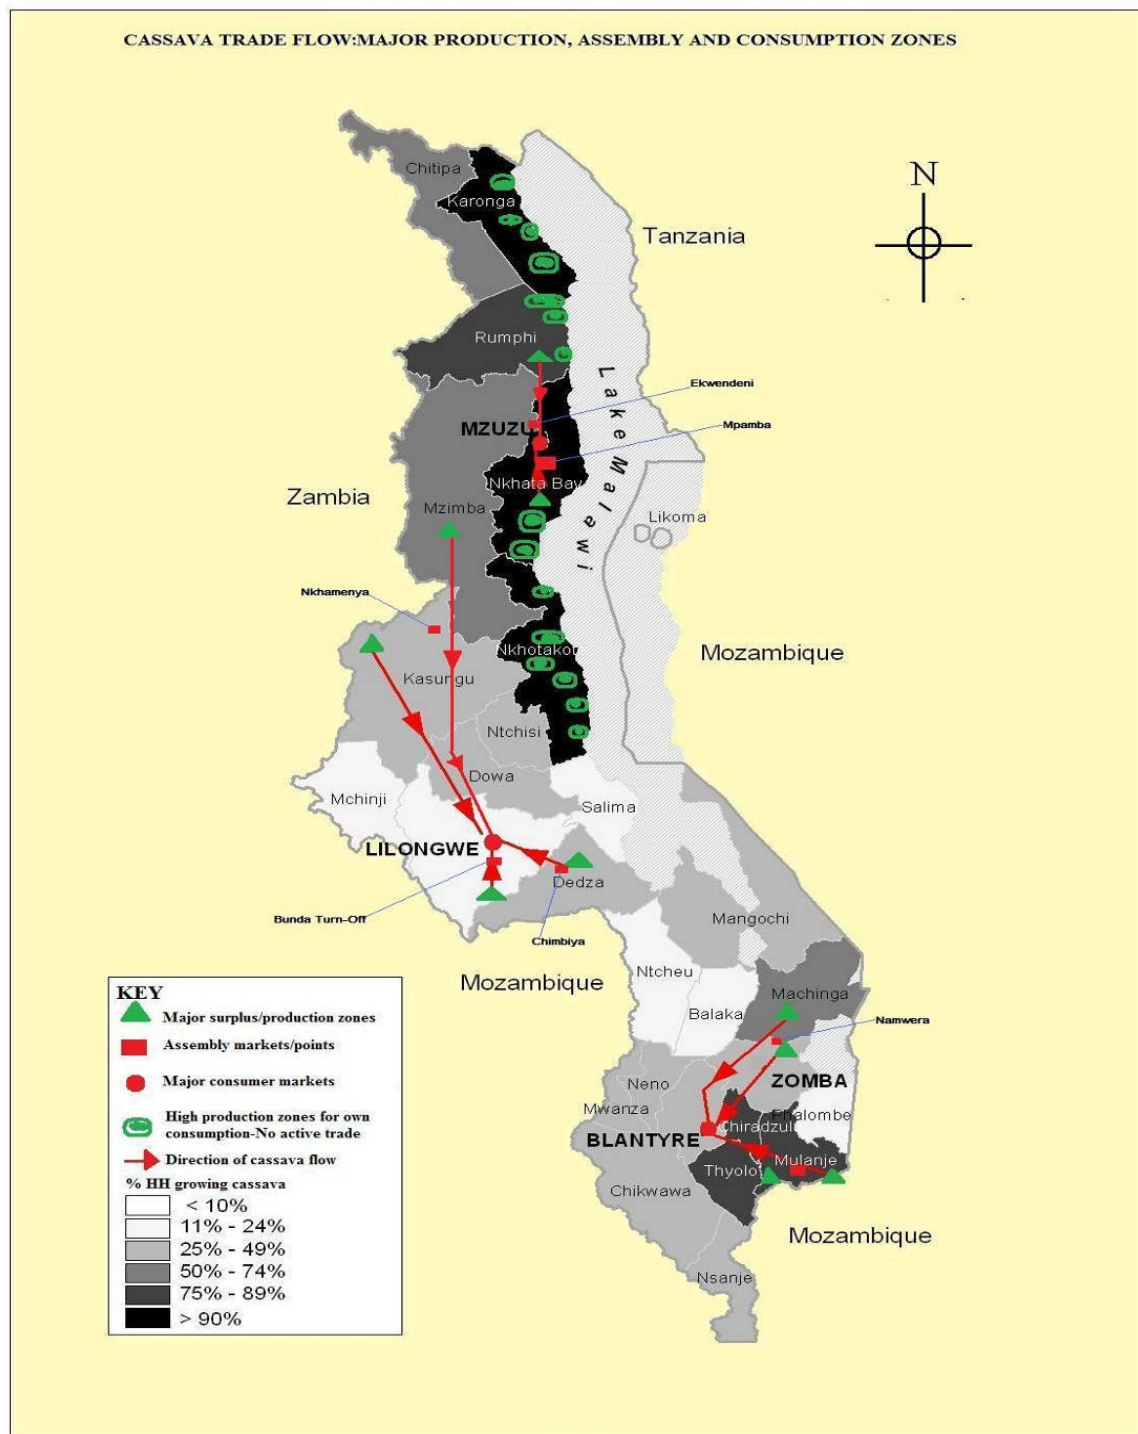 CASSAVA TRADE FLOW:MAJOR PRODUCTION, ASSEMBLY AND CONSUMPTION ZONES
N
Chitipa
Karonga
Tanzania
Rumphi
Lake Malawi
Ekwendeni
MZUZU
Mpamba
Nkhata Bay
Zambia
Mzimba
Likoma
Nkhamenya
Nkhotakot
Mozambique
Kasungu
Ntchisi
Dowa
Mchinji
Salima
LILONGWE
Dedza
Bunda Turn-Off
Chimbiya
Mangochi
Mozambique
Ntcheu
Machinga
Balaka
Namwera
Neno
ZOMBA
Mwanza
Phalombe
Chiradzulu
BLANTYRE
Thyolo
Mulanje
Chikwawa
Mozambique
Nsanje
KEY
Major surplus/production zones
Assembly markets/points
Major consumer markets
High production zones for own
consumption-No active trade
Direction of cassava flow
% HH growing cassava
< 10%
11% - 24%
25% - 49%
50% - 74%
75% - 89%
> 90%